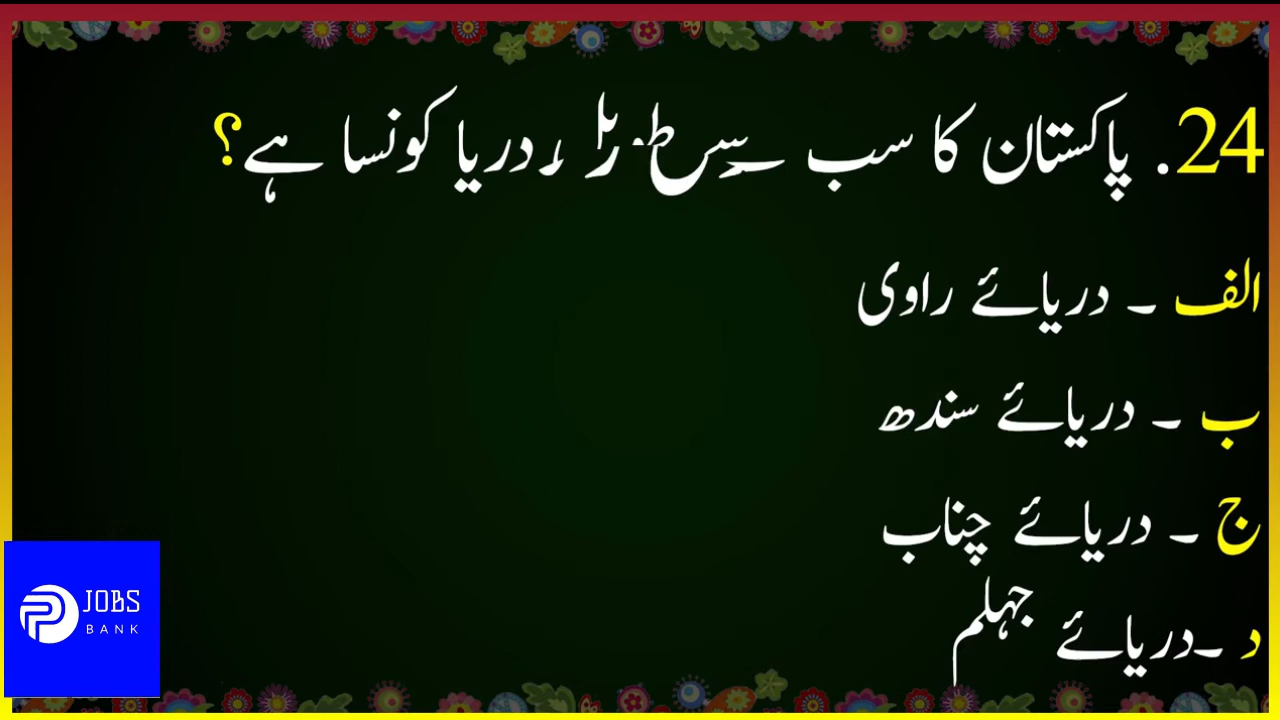 24. پاکستان کا سب سے دریا کونسا ہے؟
الف ۔ دریائے راوی
ب ۔ دریائے سندھ
ج ۔ دریائے چناب
د ۔دریائے جہلم
JOBS
BANK